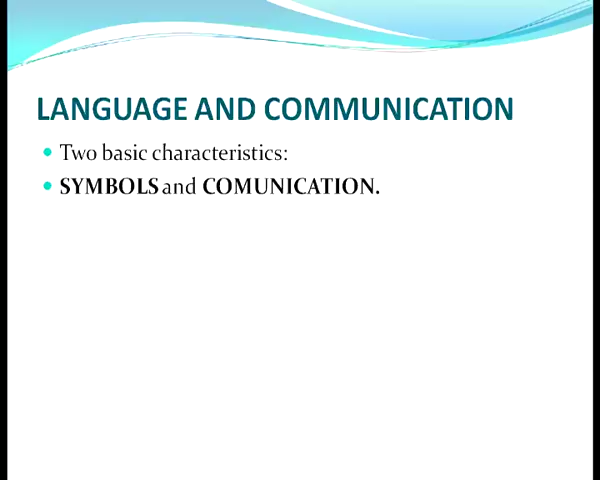 LANGUAGE AND COMMUNICATION
Two basic characteristics:
SYMBOLS and COMUNICATION.